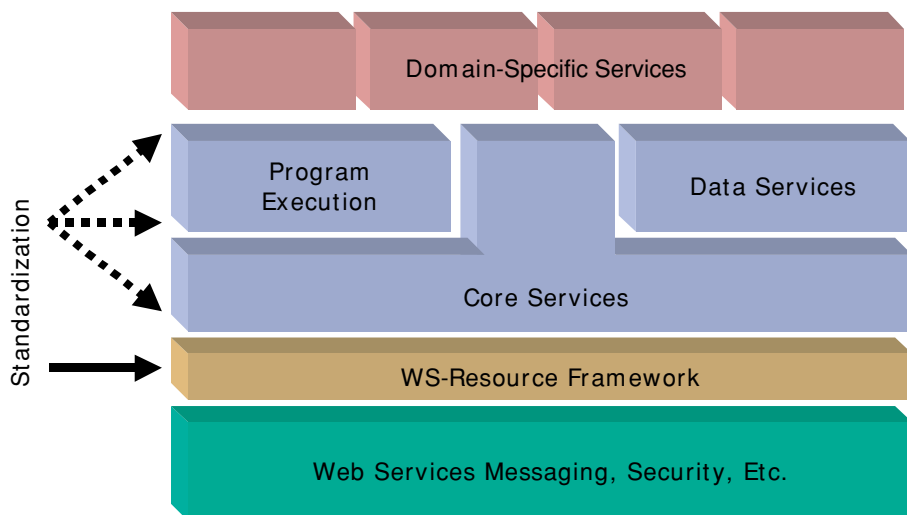 Domain-Specific Services
Program
Execution
Data Services
Core Services
WS-Resource Framework
Web Services Messaging, Security, Etc.
Standardization